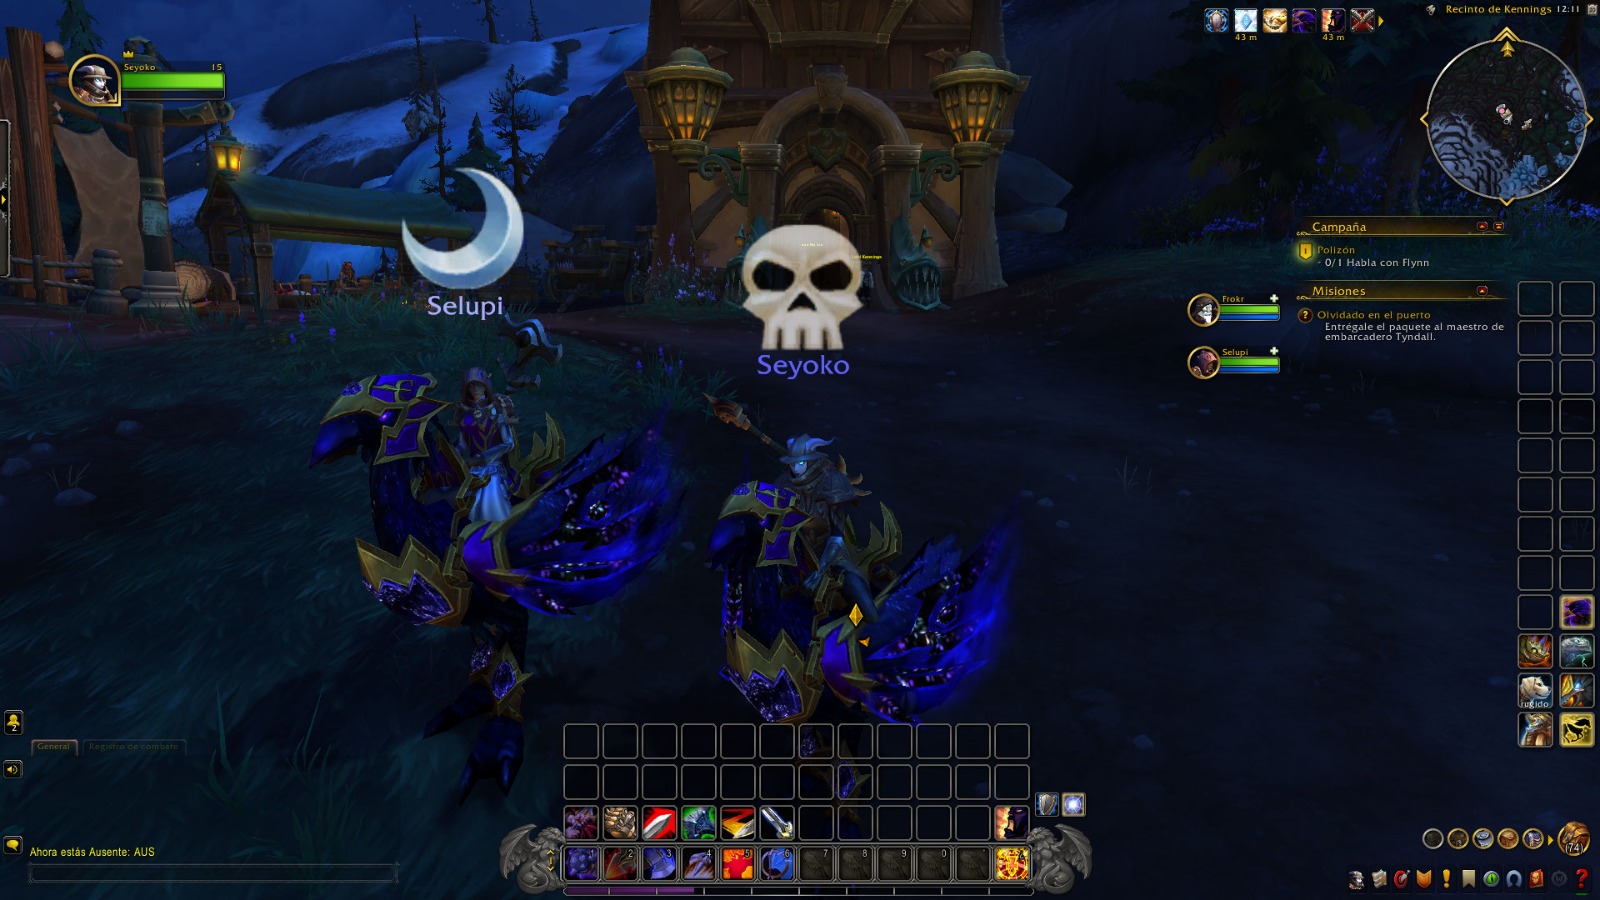 Recinto de Kennings 12:11
43 m
43 m
Seyoko 15
Campaña
Polizón
- 0/1 Habla con Flynn
Misiones
Olvidado en el puerto
Entrégale el paquete al maestro de
embarcadero Tyndall.
Frokr
Selupi
Selupi
Seyoko
rugido
2
General
Registro de combate
Ahora estás Ausente: AUS
1
1 2 3 4 5 6 7 8 9 0
(74)